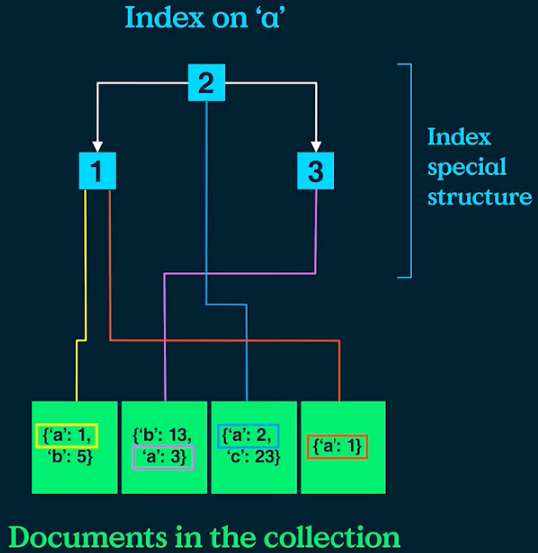 Index on ‘a’
2
1
3
Index
special
structure
{‘a’: 1,
‘b’: 5}
{‘b’: 13,
‘a’: 3}
{‘a’: 2,
‘c’: 23}
{‘a’: 1}
Documents in the collection